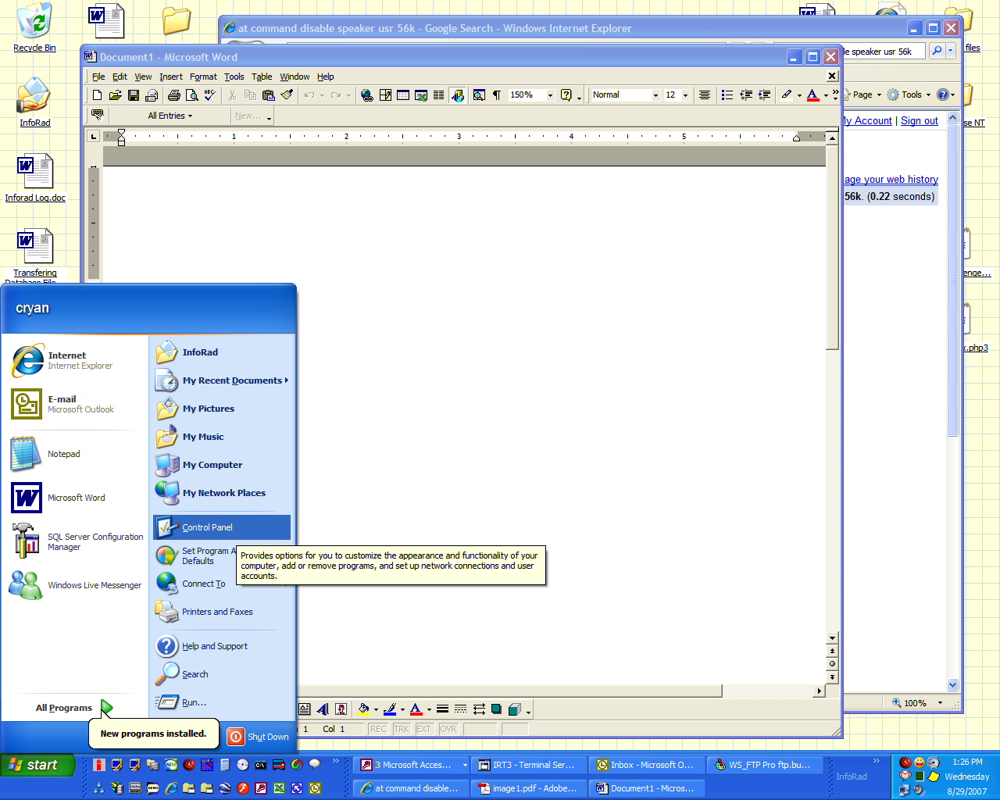 Recycle Bin
InfoRad
Inforad Log.doc
Transfering
Database File
at command disable speaker usr 56k - Google Search - Windows Internet Explorer
le speaker usr 56k
files
Page
Tools
My Account | Sign out
se NT
age your web history
56k. (0.22 seconds)
enge...
x.php3
100%
Document1 - Microsoft Word
File Edit View Insert Format Tools Table Window Help
150%
Normal
12
All Entries
New...
1 2 3 4 5
1 Col 1 REC TRK EXT OVR
cryan
Internet
Internet Explorer
E-mail
Microsoft Outlook
Notepad
Microsoft Word
SQL Server Configuration
Manager
Windows Live Messenger
All Programs
InfoRad
My Recent Documents
My Pictures
My Music
My Computer
My Network Places
Control Panel
Set Program A
Defaults
Connect To
Printers and Faxes
Help and Support
Search
Run...
Provides options for you to customize the appearance and functionality of your
computer, add or remove programs, and set up network connections and user
accounts.
New programs installed.
Shut Down
start
3 Microsoft Acces...
IRT3 - Terminal Ser...
Inbox - Microsoft O...
WS_FTP Pro ftp.bu...
at command disable...
image1.pdf - Adobe...
Document1 - Micros...
InfoRad
1:26 PM
Wednesday
8/29/2007